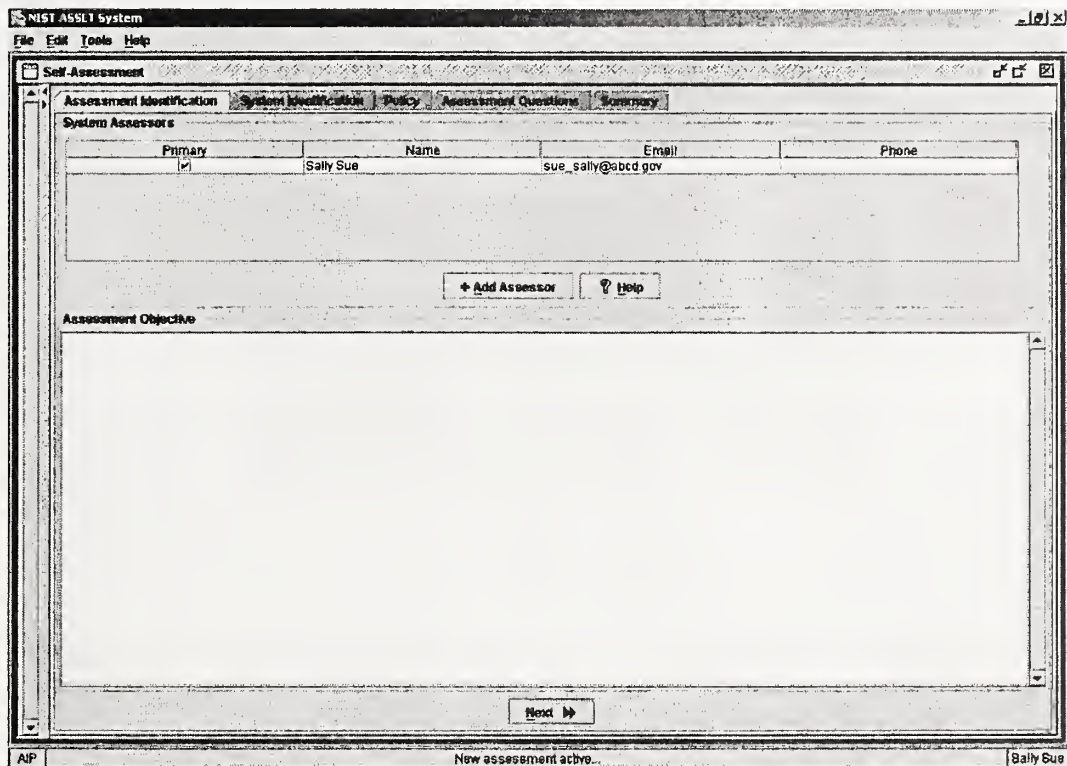 NIST ASSET System
File Edit Tools Help
Self-Assessment
Assessment Identification System Identification Policy Assessment Questions Summary
System Assessors
Primary Name Email Phone
Sally Sue sue_sally@abcd.gov
+ Add Assessor ? Help
Assessment Objective
Next
AIP New assessment active... Sally Sue